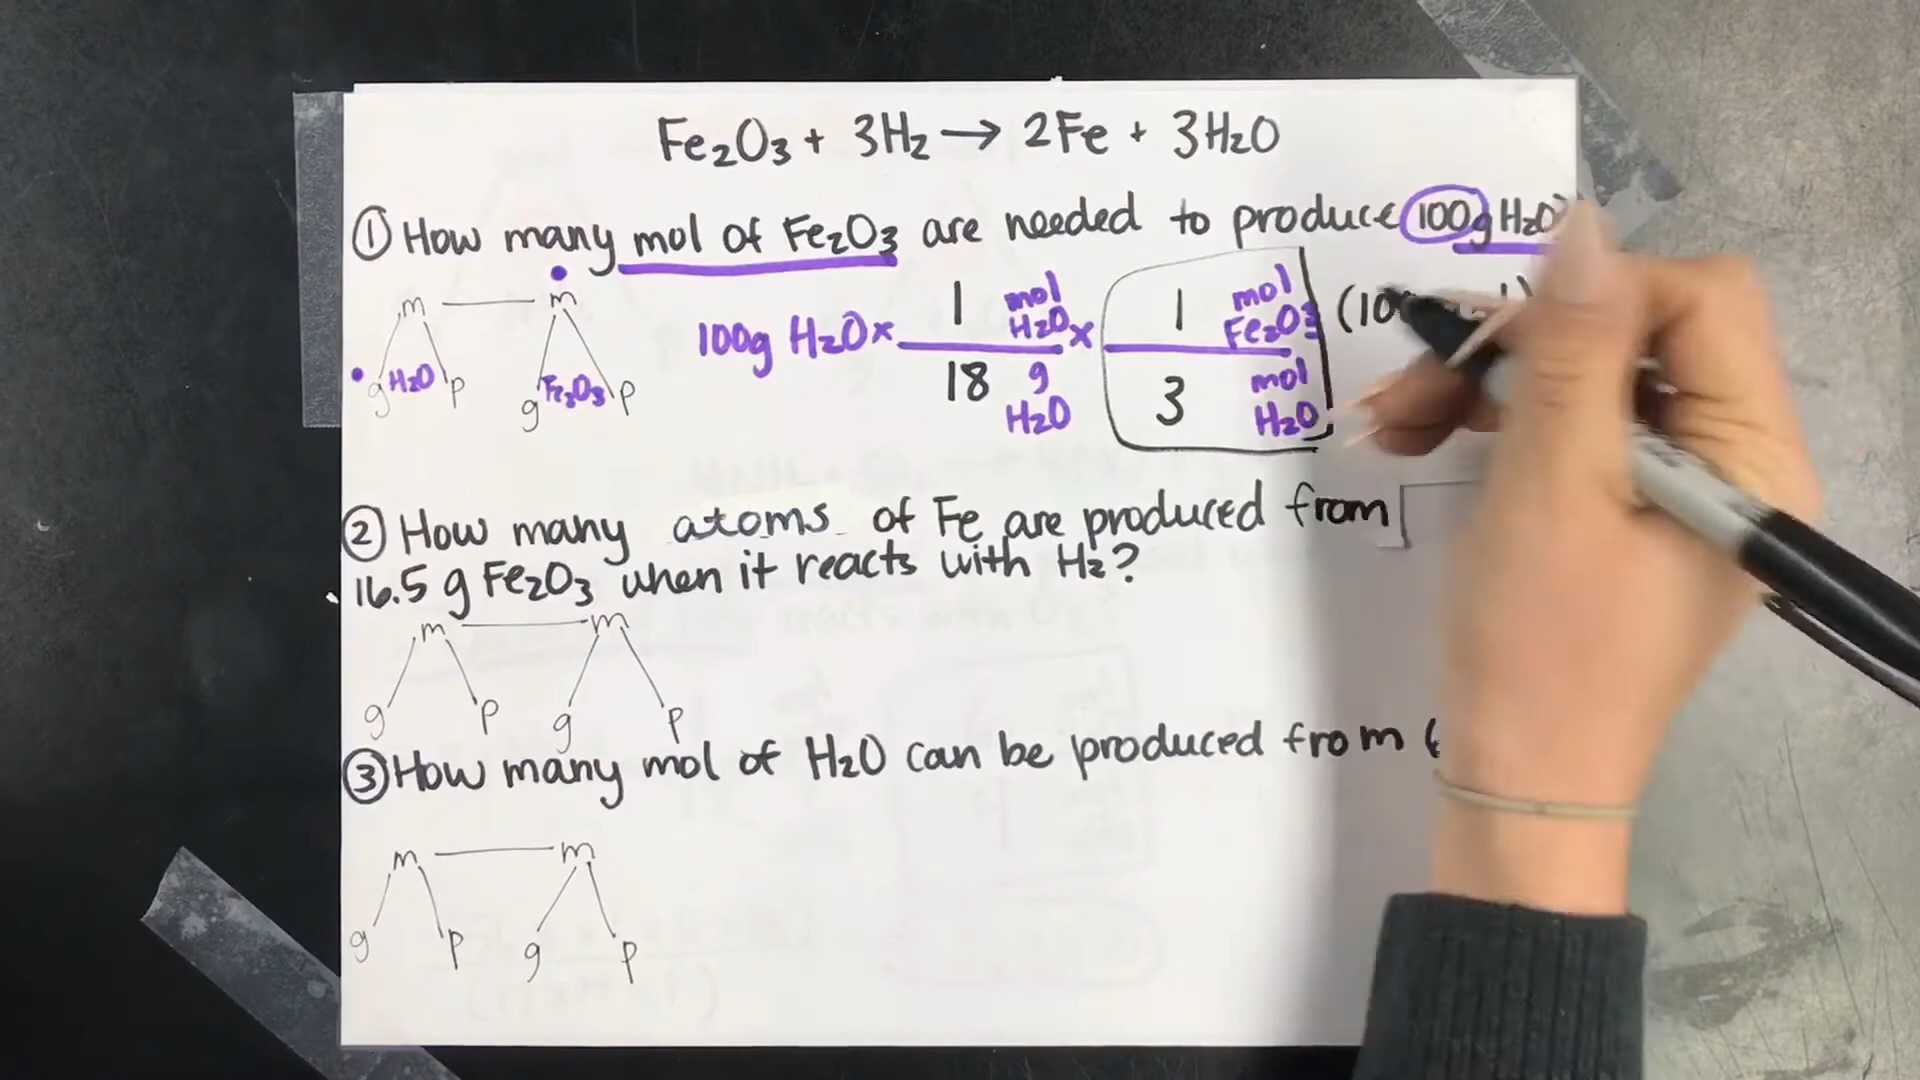 Fe₂O₃ + 3H₂ → 2Fe + 3H₂O
① How many mol of Fe₂O₃ are needed to produce 100g H₂O?
m m
g H₂O p g Fe₂O₃ p
100g H₂O x 1 mol H₂O x 1 mol Fe₂O₃
18 g H₂O 3 mol H₂O
② How many atoms of Fe are produced from
16.5 g Fe₂O₃ when it reacts with H₂?
m m
g p g p
③ How many mol of H₂O can be produced from
m m
g p g p